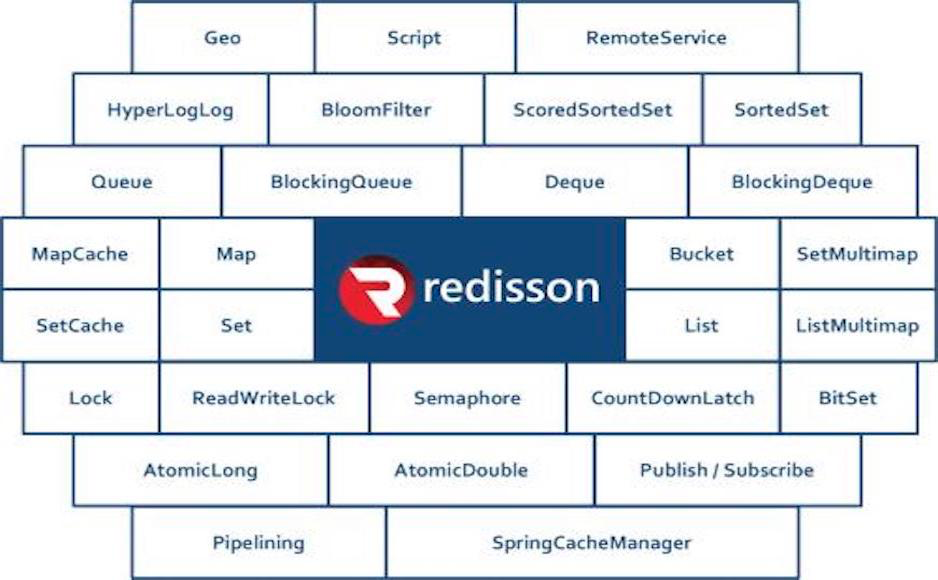 Geo Script RemoteService
HyperLogLog BloomFilter ScoredSortedSet SortedSet
Queue BlockingQueue Deque BlockingDeque
MapCache Map Bucket SetMultimap
redisson
SetCache Set List ListMultimap
Lock ReadWriteLock Semaphore CountDownLatch BitSet
AtomicLong AtomicDouble Publish / Subscribe
Pipelining SpringCacheManager